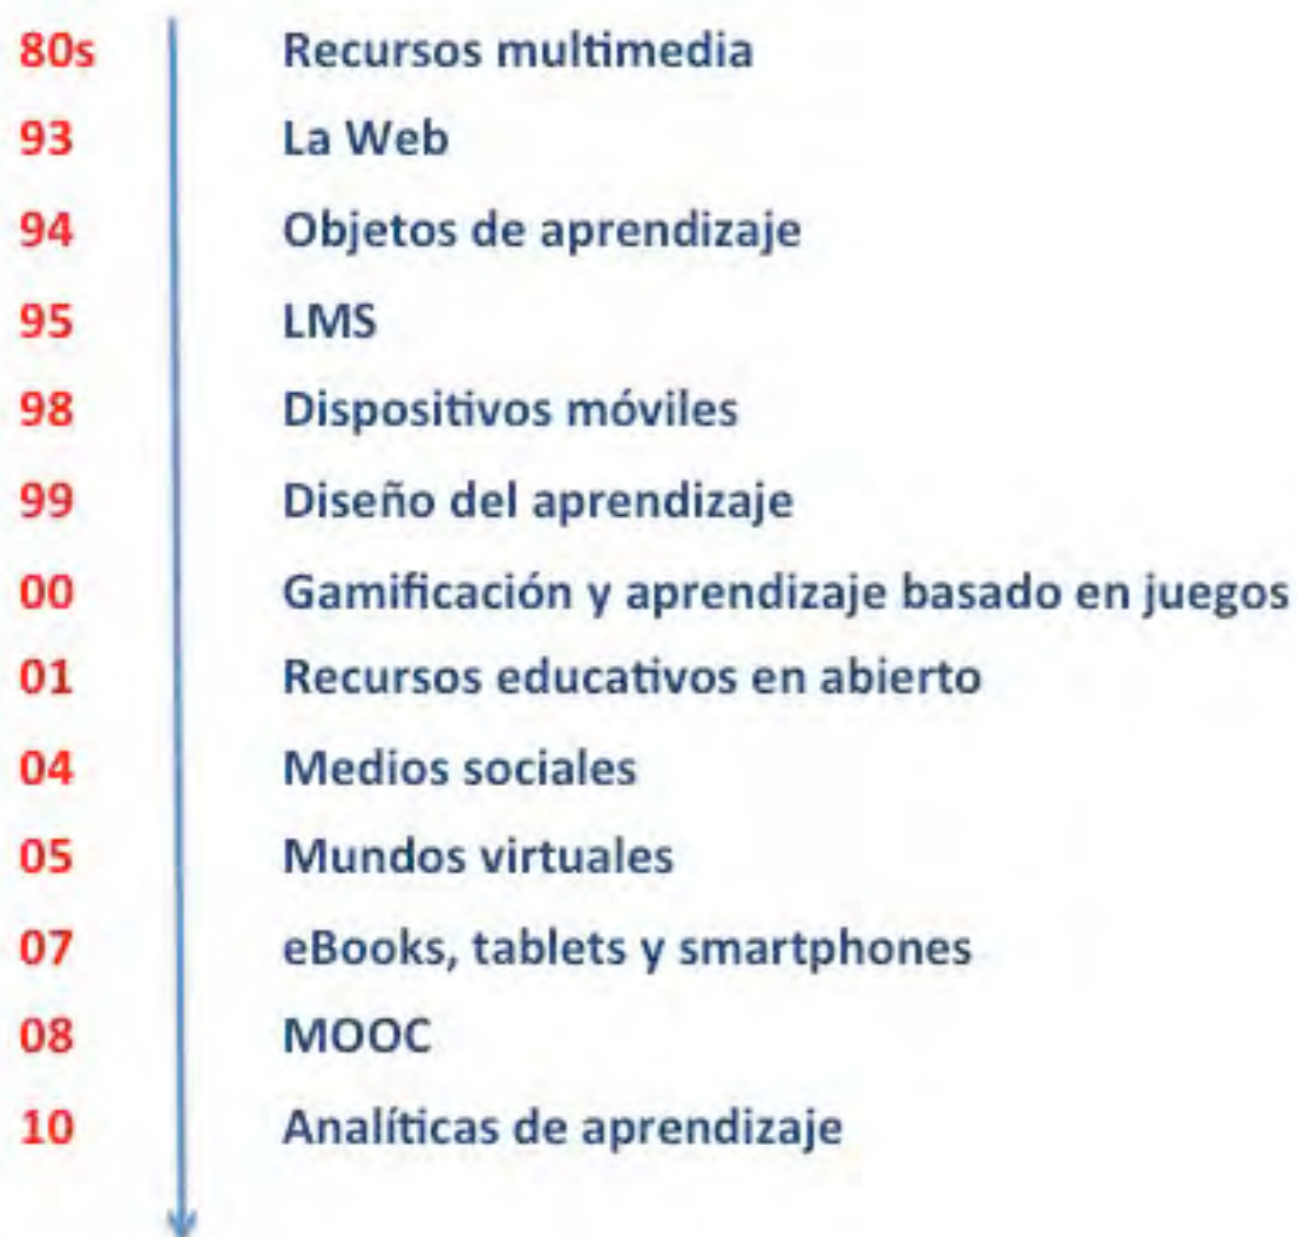 80s Recursos multimedia
93 La Web
94 Objetos de aprendizaje
95 LMS
98 Dispositivos móviles
99 Diseño del aprendizaje
00 Gamificación y aprendizaje basado en juegos
01 Recursos educativos en abierto
04 Medios sociales
05 Mundos virtuales
07 eBooks, tablets y smartphones
08 MOOC
10 Analíticas de aprendizaje